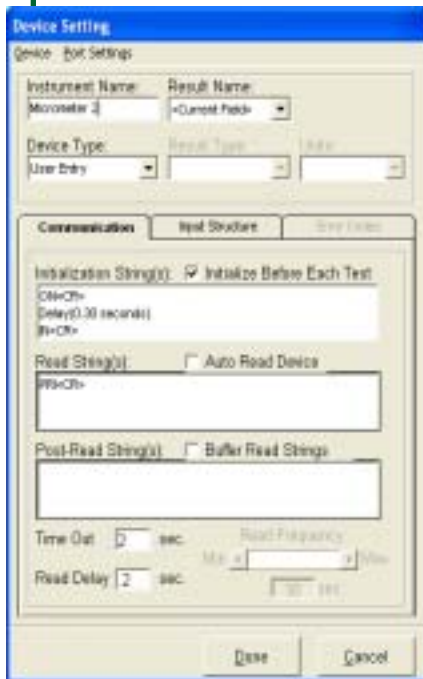 Device Setting
Device Port Settings
Instrument Name: Result Name:
Micrometer 2 <Current Field>
Device Type: Result Type: Units:
User Entry
Communication Input Structure Error Codes
Initialization String(s): Initialize Before Each Test
ON<CR>
Delay(0.30 seconds)
IN<CR>
Read String(s): Auto Read Device
PRI<CR>
Post-Read String(s): Buffer Read Strings
Time Out 2 sec. Read Frequency
Min Max
Read Delay 2 sec. sec
Done Cancel